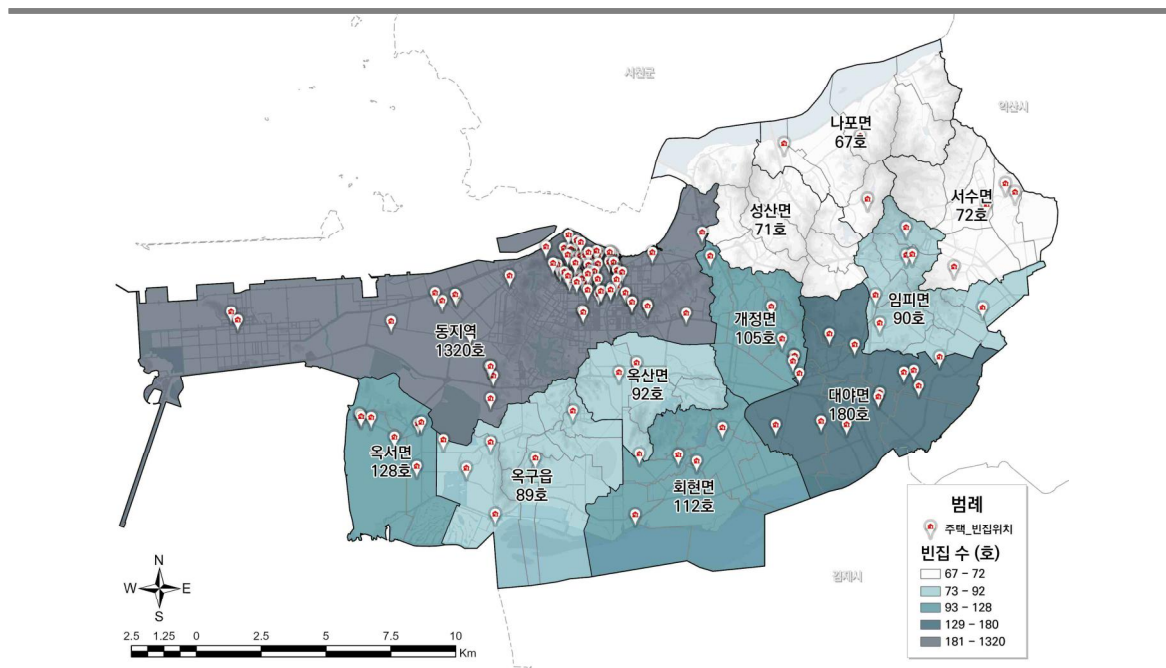 서천군
익산시
나포면
67호
서수면
72호
성산면
71호
임피면
90호
개정면
105호
동지역
1320호
옥산면
92호
대야면
180호
옥서면
128호
옥구읍
89호
회현면
112호
김제시
범례
주택_빈집위치
빈집 수 (호)
67 - 72
73 - 92
93 - 128
129 - 180
181 - 1320
N
W E
S
2.5 1.25 0 2.5 5 7.5 10
Km